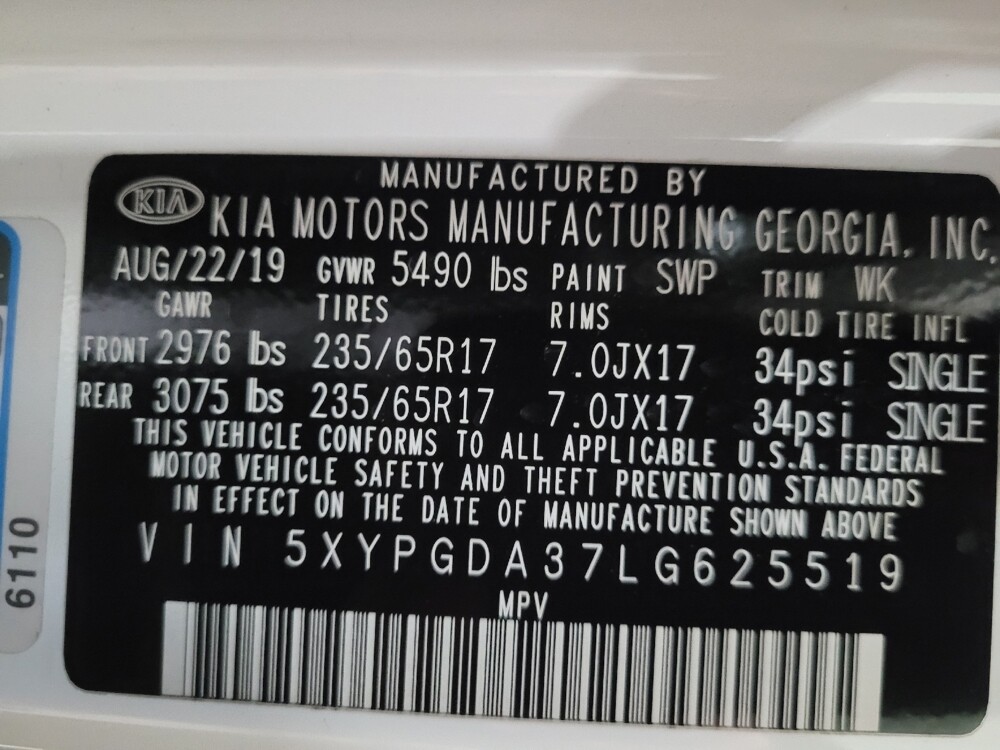 MANUFACTURED BY
KIA
KIA MOTORS MANUFACTURING GEORGIA, INC.
AUG/22/19 GVWR 5490 lbs PAINT SWP TRIM WK
GAWR TIRES RIMS COLD TIRE INFL
FRONT 2976 lbs 235/65R17 7.0JX17 34psi SINGLE
REAR 3075 lbs 235/65R17 7.0JX17 34psi SINGLE
THIS VEHICLE CONFORMS TO ALL APPLICABLE U.S.A. FEDERAL
MOTOR VEHICLE SAFETY AND THEFT PREVENTION STANDARDS
IN EFFECT ON THE DATE OF MANUFACTURE SHOWN ABOVE
VIN 5XYPGDA37LG625519
MPV
6110